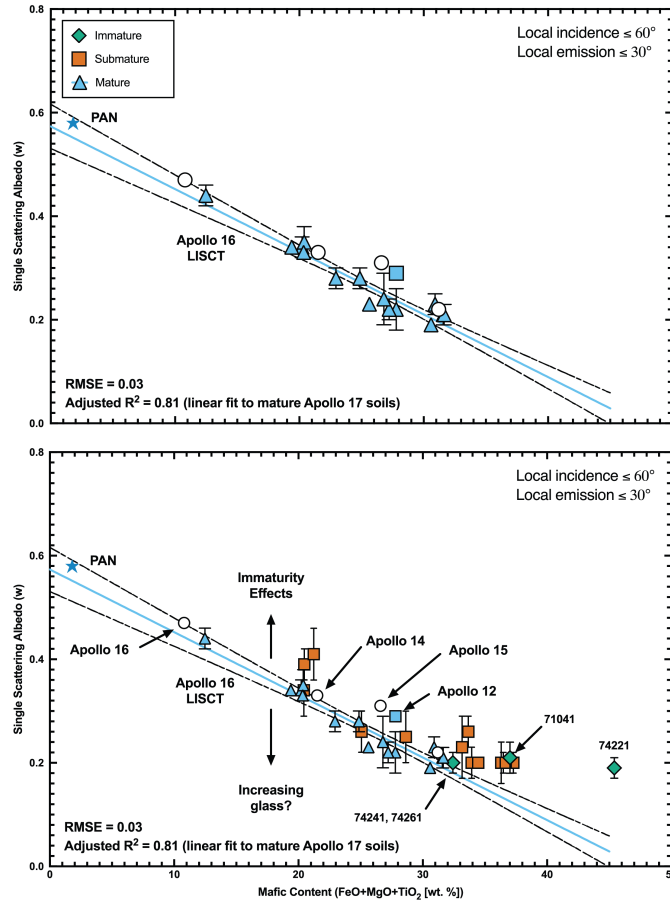 0.8
Immature
Submature
Mature
Local incidence ≤ 60°
Local emission ≤ 30°
0.6
PAN
Single Scattering Albedo (w)
0.4
Apollo 16
LISCT
0.2
RMSE = 0.03
Adjusted R² = 0.81 (linear fit to mature Apollo 17 soils)
0.0
0.8
Local incidence ≤ 60°
Local emission ≤ 30°
0.6
PAN
Immaturity
Effects
Single Scattering Albedo (w)
Apollo 16
Apollo 14
Apollo 15
0.4
Apollo 16
LISCT
Apollo 12
71041
74221
0.2
Increasing
glass?
74241, 74261
RMSE = 0.03
Adjusted R² = 0.81 (linear fit to mature Apollo 17 soils)
0.0
0 10 20 30 40
Mafic Content (FeO+MgO+TiO₂ [wt. %])